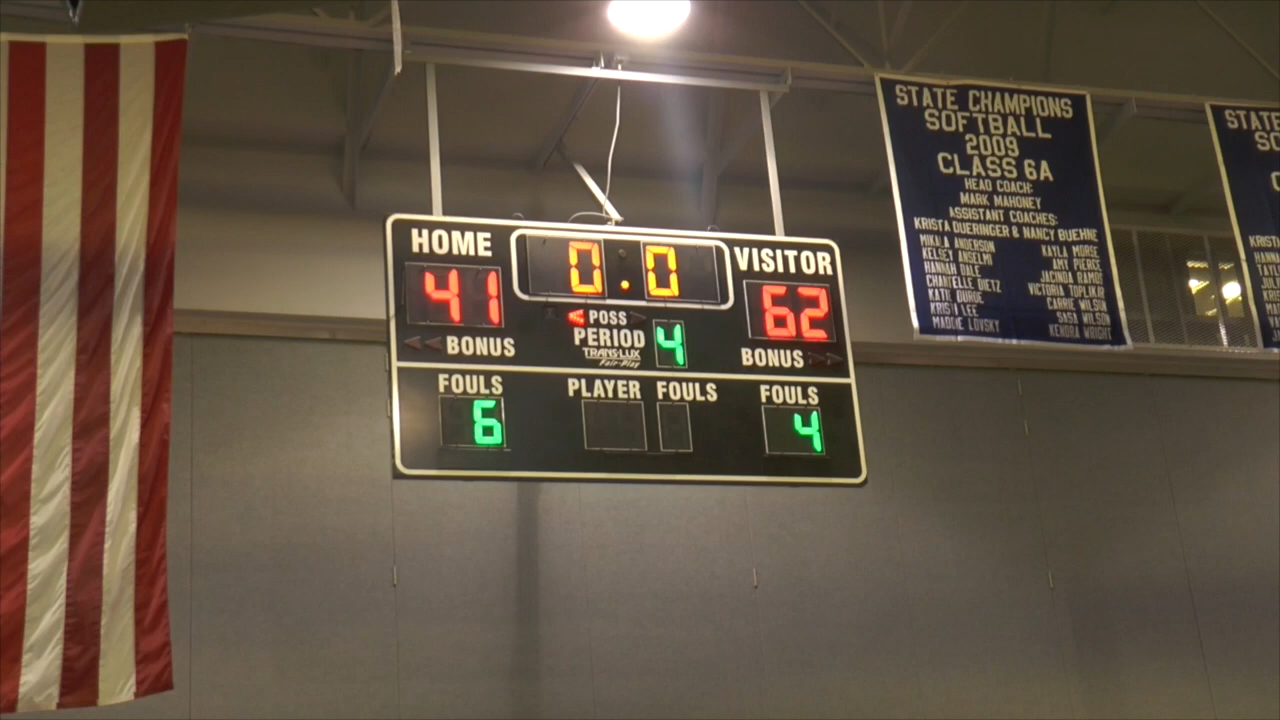 HOME
0.0
VISITOR
41
62
POSS
PERIOD
4
TRANS-LUX
Fair-Play
BONUS
BONUS
FOULS
PLAYER FOULS
FOULS
6
4
STATE CHAMPIONS
SOFTBALL
2009
CLASS 6A
HEAD COACH:
MARK MAHONEY
ASSISTANT COACHES:
KRISTA DUERINGER & NANCY BUEHNE
MIKALA ANDERSON
KELSEY ANSELMI
HANNAH DALE
CHANTELLE DIETZ
KATIE DUROE
KRISTI LEE
MADDIE LOVSKY
KAYLA MORSE
AMY PIERCE
JACINDA RAMOS
VICTORIA TOPLIKAR
CARRIE WILSON
SASA WILSON
KENDRA WRIGHT
STATE